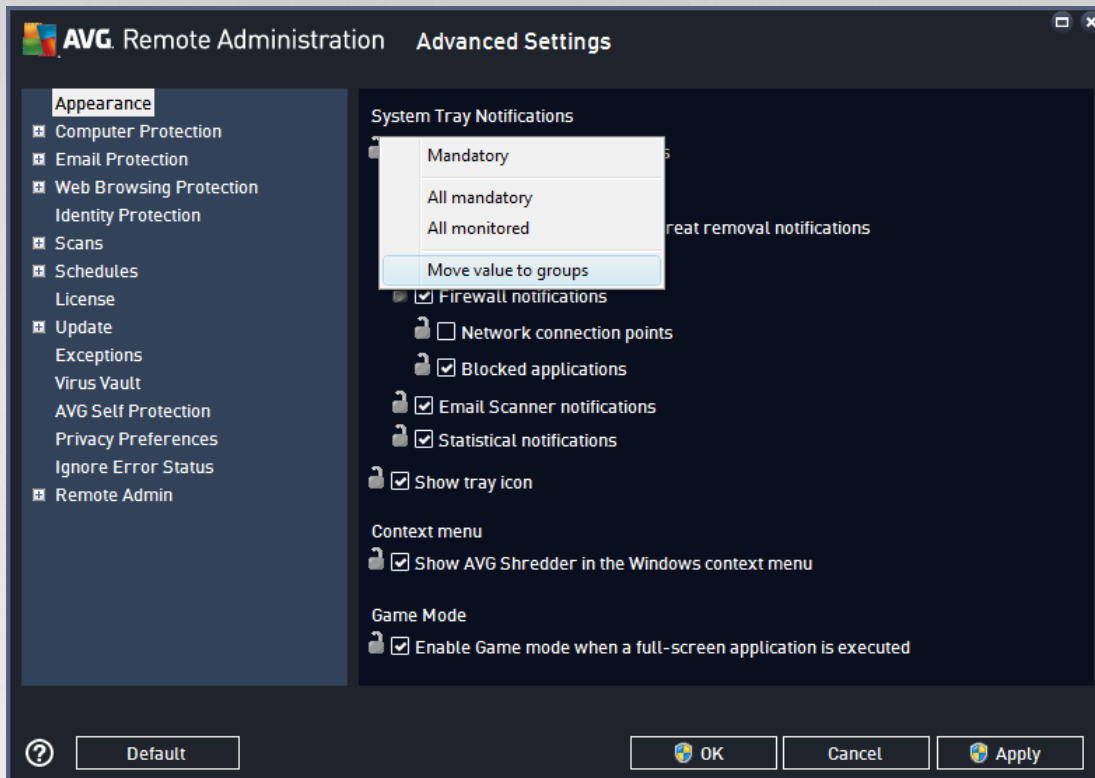 AVG. Remote Administration Advanced Settings
Appearance
Computer Protection
Email Protection
Web Browsing Protection
Identity Protection
Scans
Schedules
License
Update
Exceptions
Virus Vault
AVG Self Protection
Privacy Preferences
Ignore Error Status
Remote Admin
System Tray Notifications
Mandatory
All mandatory
All monitored
reat removal notifications
Move value to groups
Firewall notifications
Network connection points
Blocked applications
Email Scanner notifications
Statistical notifications
Show tray icon
Context menu
Show AVG Shredder in the Windows context menu
Game Mode
Enable Game mode when a full-screen application is executed
Default
OK
Cancel
Apply